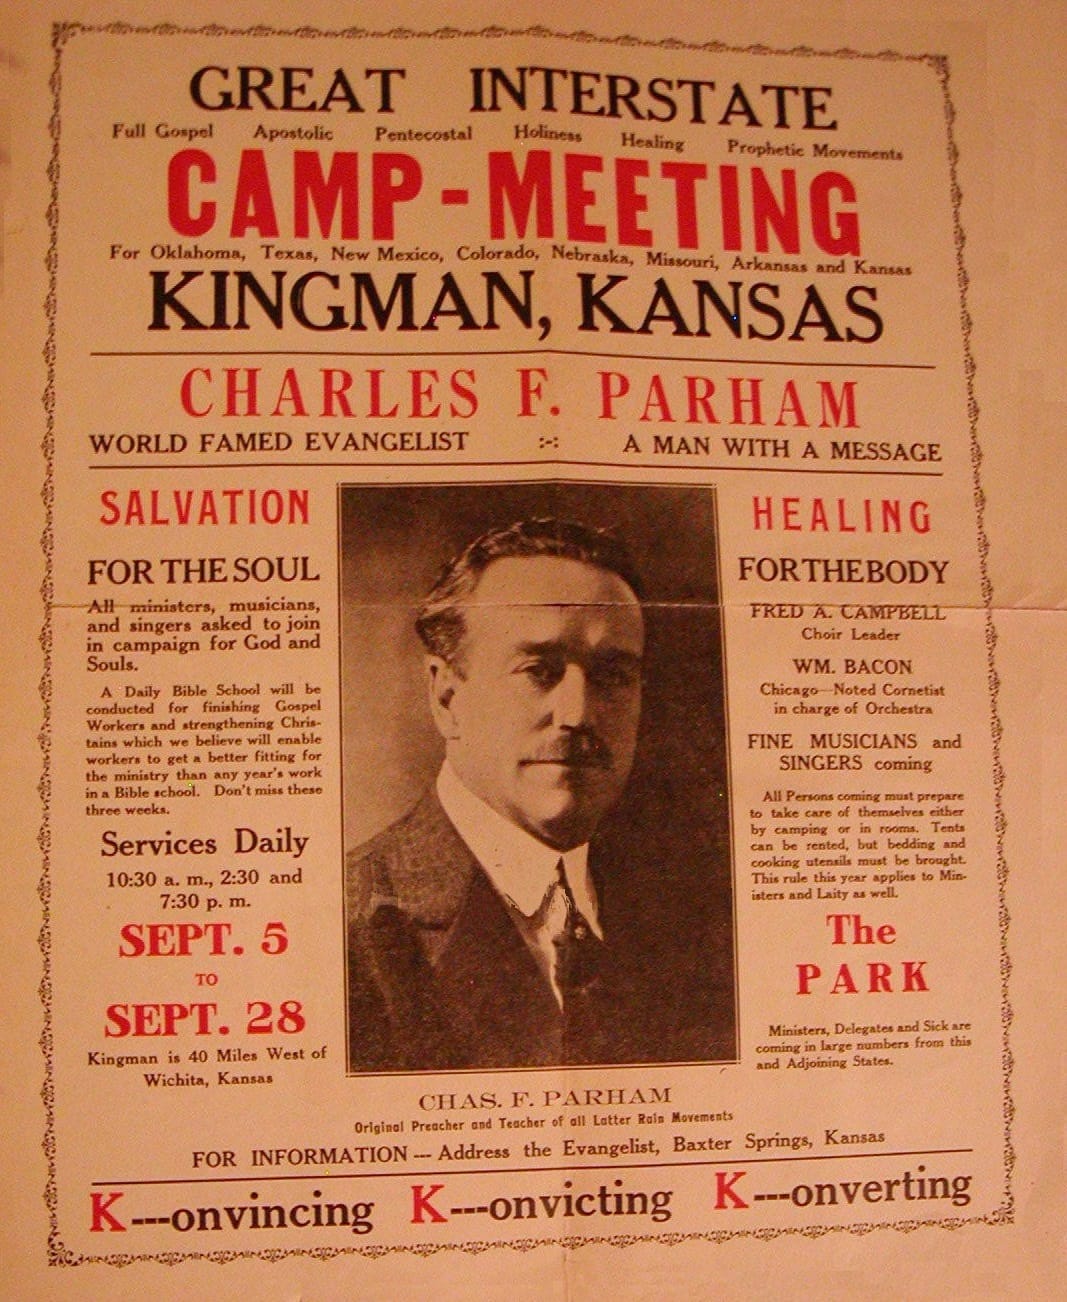 GREAT INTERSTATE
Full Gospel Apostolic Pentecostal Holiness Healing Prophetic Movements
CAMP-MEETING
For Oklahoma, Texas, New Mexico, Colorado, Nebraska, Missouri, Arkansas and Kansas
KINGMAN, KANSAS
CHARLES F. PARHAM
WORLD FAMED EVANGELIST :-: A MAN WITH A MESSAGE
SALVATION
FOR THE SOUL
All ministers, musicians,
and singers asked to join
in campaign for God and
Souls.
A Daily Bible School will be
conducted for finishing Gospel
Workers and strengthening Chris-
tains which we believe will enable
workers to get a better fitting for
the ministry than any year's work
in a Bible school. Don't miss these
three weeks.
Services Daily
10:30 a. m., 2:30 and
7:30 p. m.
SEPT. 5
TO
SEPT. 28
Kingman is 40 Miles West of
Wichita, Kansas
HEALING
FOR THE BODY
FRED A. CAMPBELL
Choir Leader
WM. BACON
Chicago—Noted Cornetist
in charge of Orchestra
FINE MUSICIANS and
SINGERS coming
All Persons coming must prepare
to take care of themselves either
by camping or in rooms. Tents
can be rented, but bedding and
cooking utensils must be brought.
This rule this year applies to Min-
isters and Laity as well.
The
PARK
Ministers, Delegates and Sick are
coming in large numbers from this
and Adjoining States.
CHAS. F. PARHAM
Original Preacher and Teacher of all Latter Rain Movements
FOR INFORMATION --- Address the Evangelist, Baxter Springs, Kansas
K---onvincing K---onvicting K---onverting